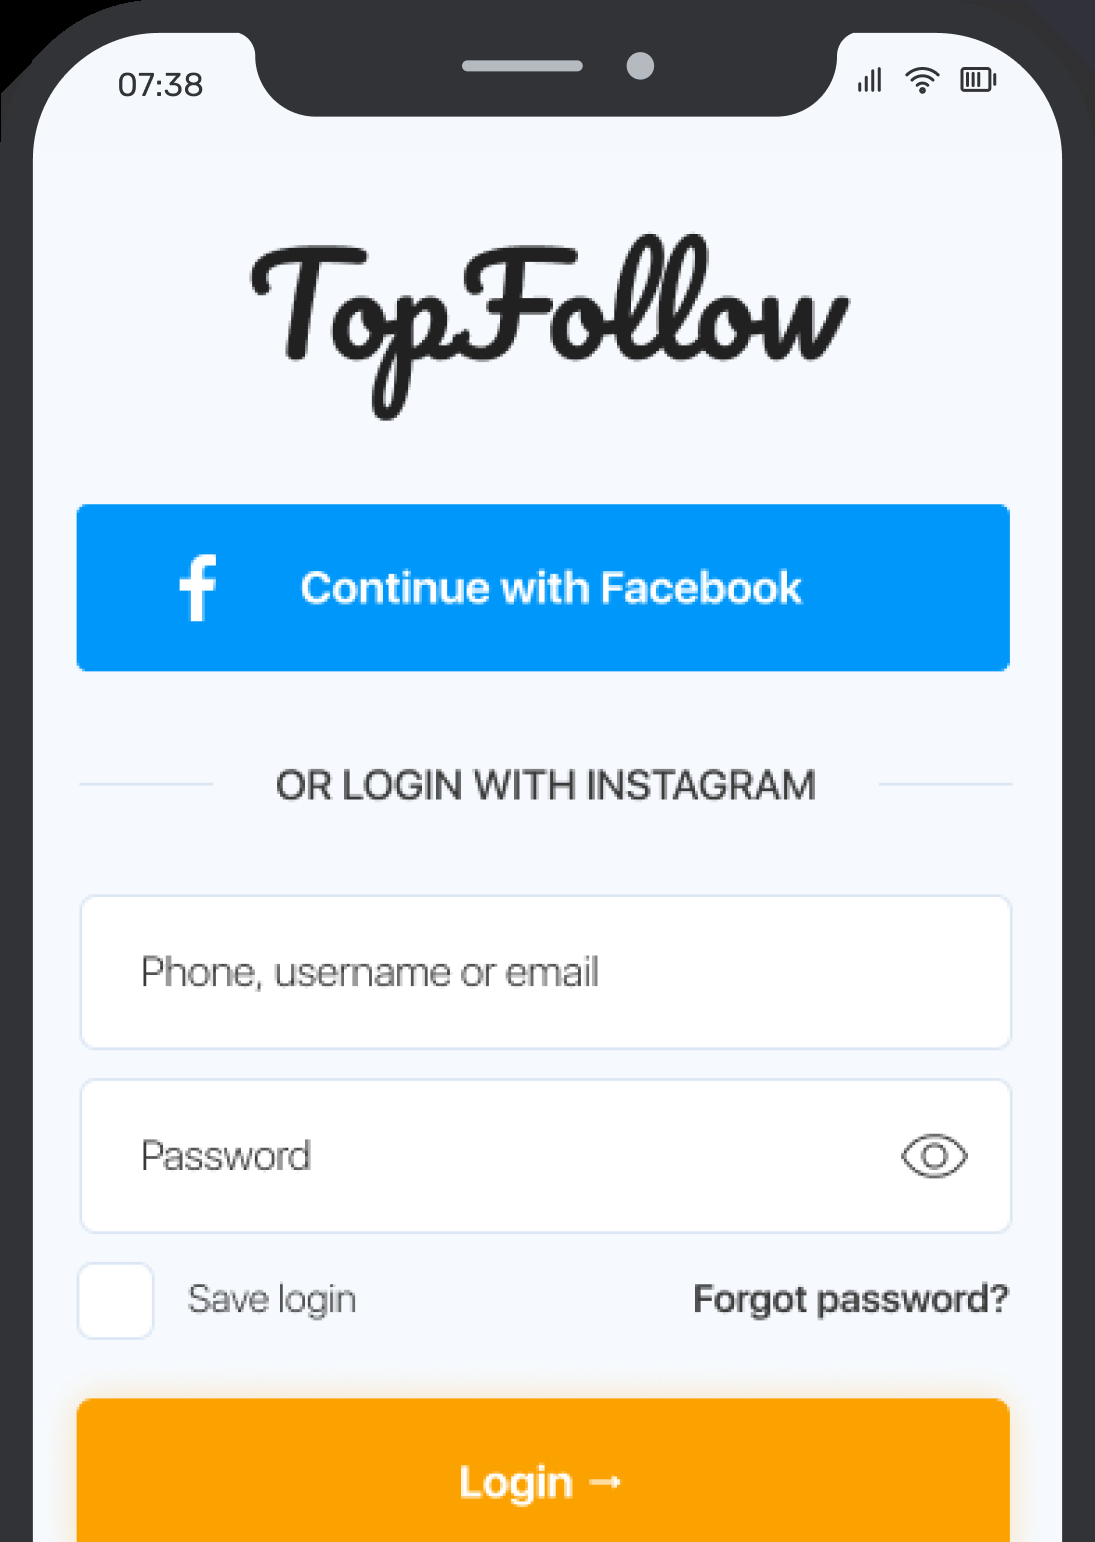 07:38
TopFollow
Continue with Facebook
OR LOGIN WITH INSTAGRAM
Phone, username or email
Password
Save login Forgot password?
Login →